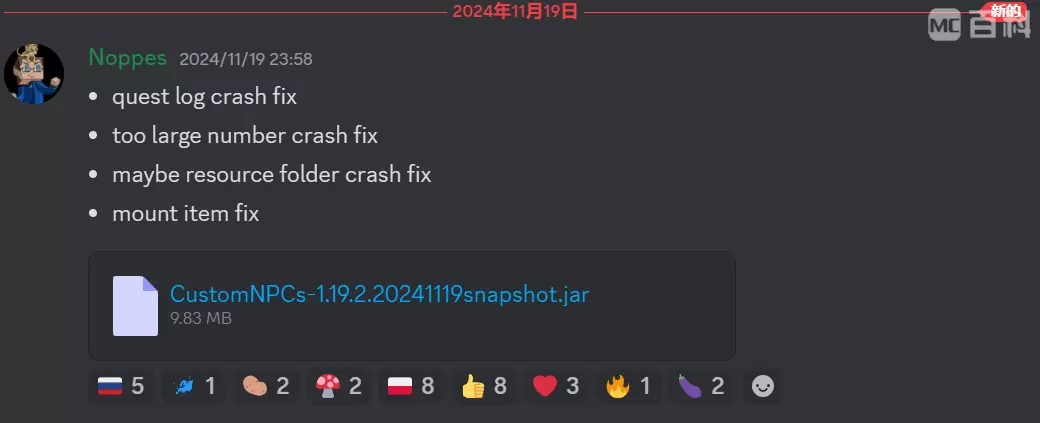 2024年11月19日
新的
MC百科
Noppes 2024/11/19 23:58
• quest log crash fix
• too large number crash fix
• maybe resource folder crash fix
• mount item fix
CustomNPCs-1.19.2.20241119snapshot.jar
9.83 MB
5 1 2 2 8 8 3 1 2